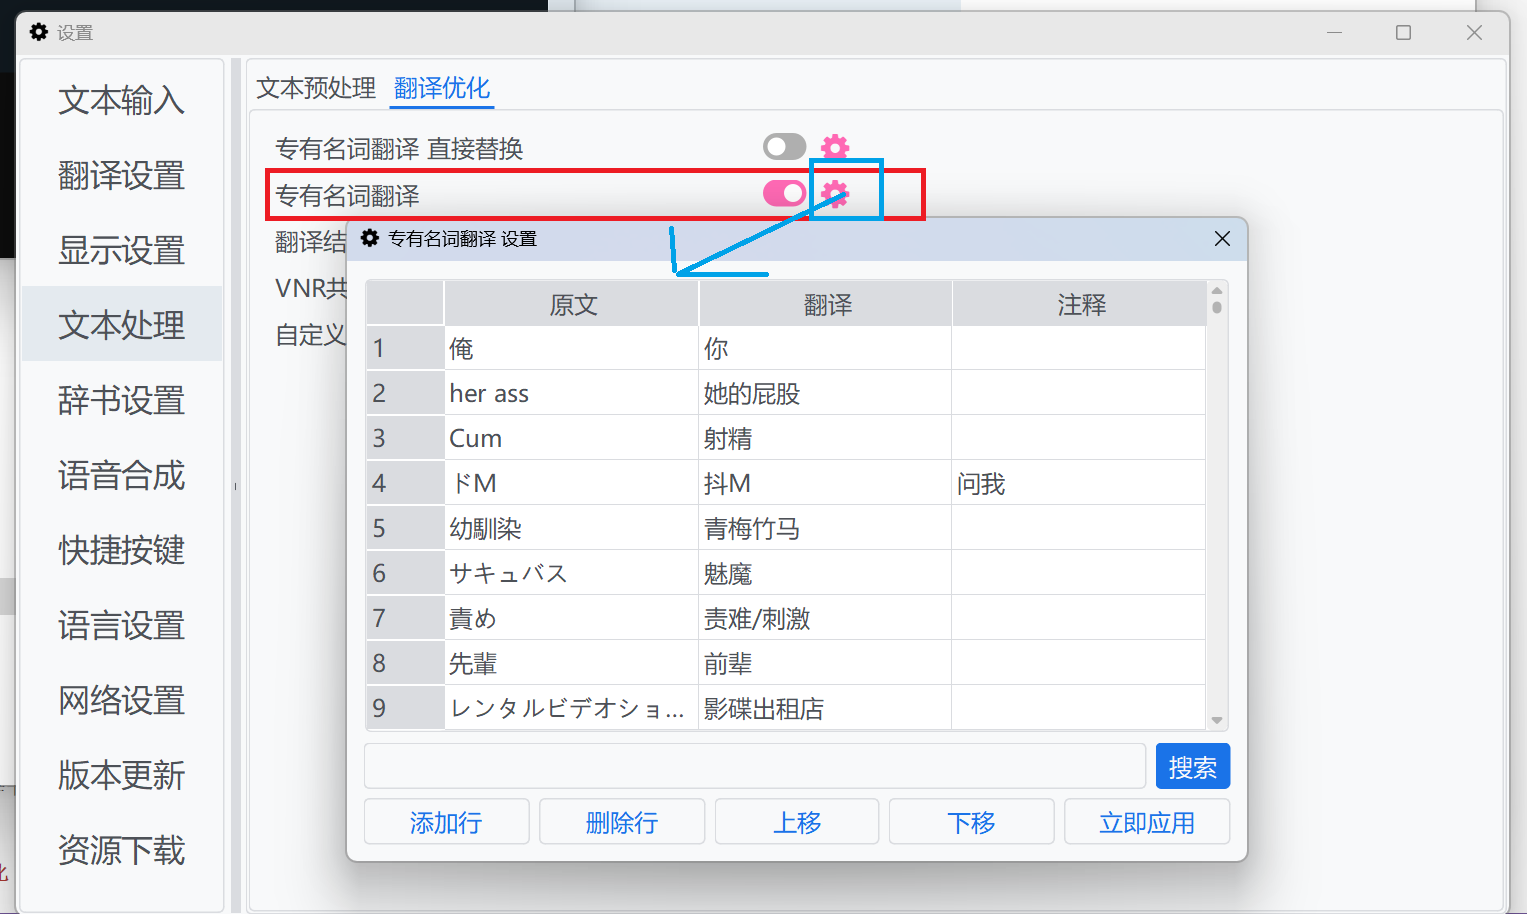 设置
文本输入
翻译设置
显示设置
文本处理
辞书设置
语音合成
快捷按键
语言设置
网络设置
版本更新
资源下载
文本预处理 翻译优化
专有名词翻译 直接替换
专有名词翻译
翻译结
VNR共
自定义
专有名词翻译 设置
原文 翻译 注释
1 俺 你
2 her ass 她的屁股
3 Cum 射精
4 ドM 抖M 问我
5 幼馴染 青梅竹马
6 サキュバス 魅魔
7 責め 责难/刺激
8 先輩 前辈
9 レンタルビデオショ... 影碟出租店
搜索
添加行 删除行 上移 下移 立即应用